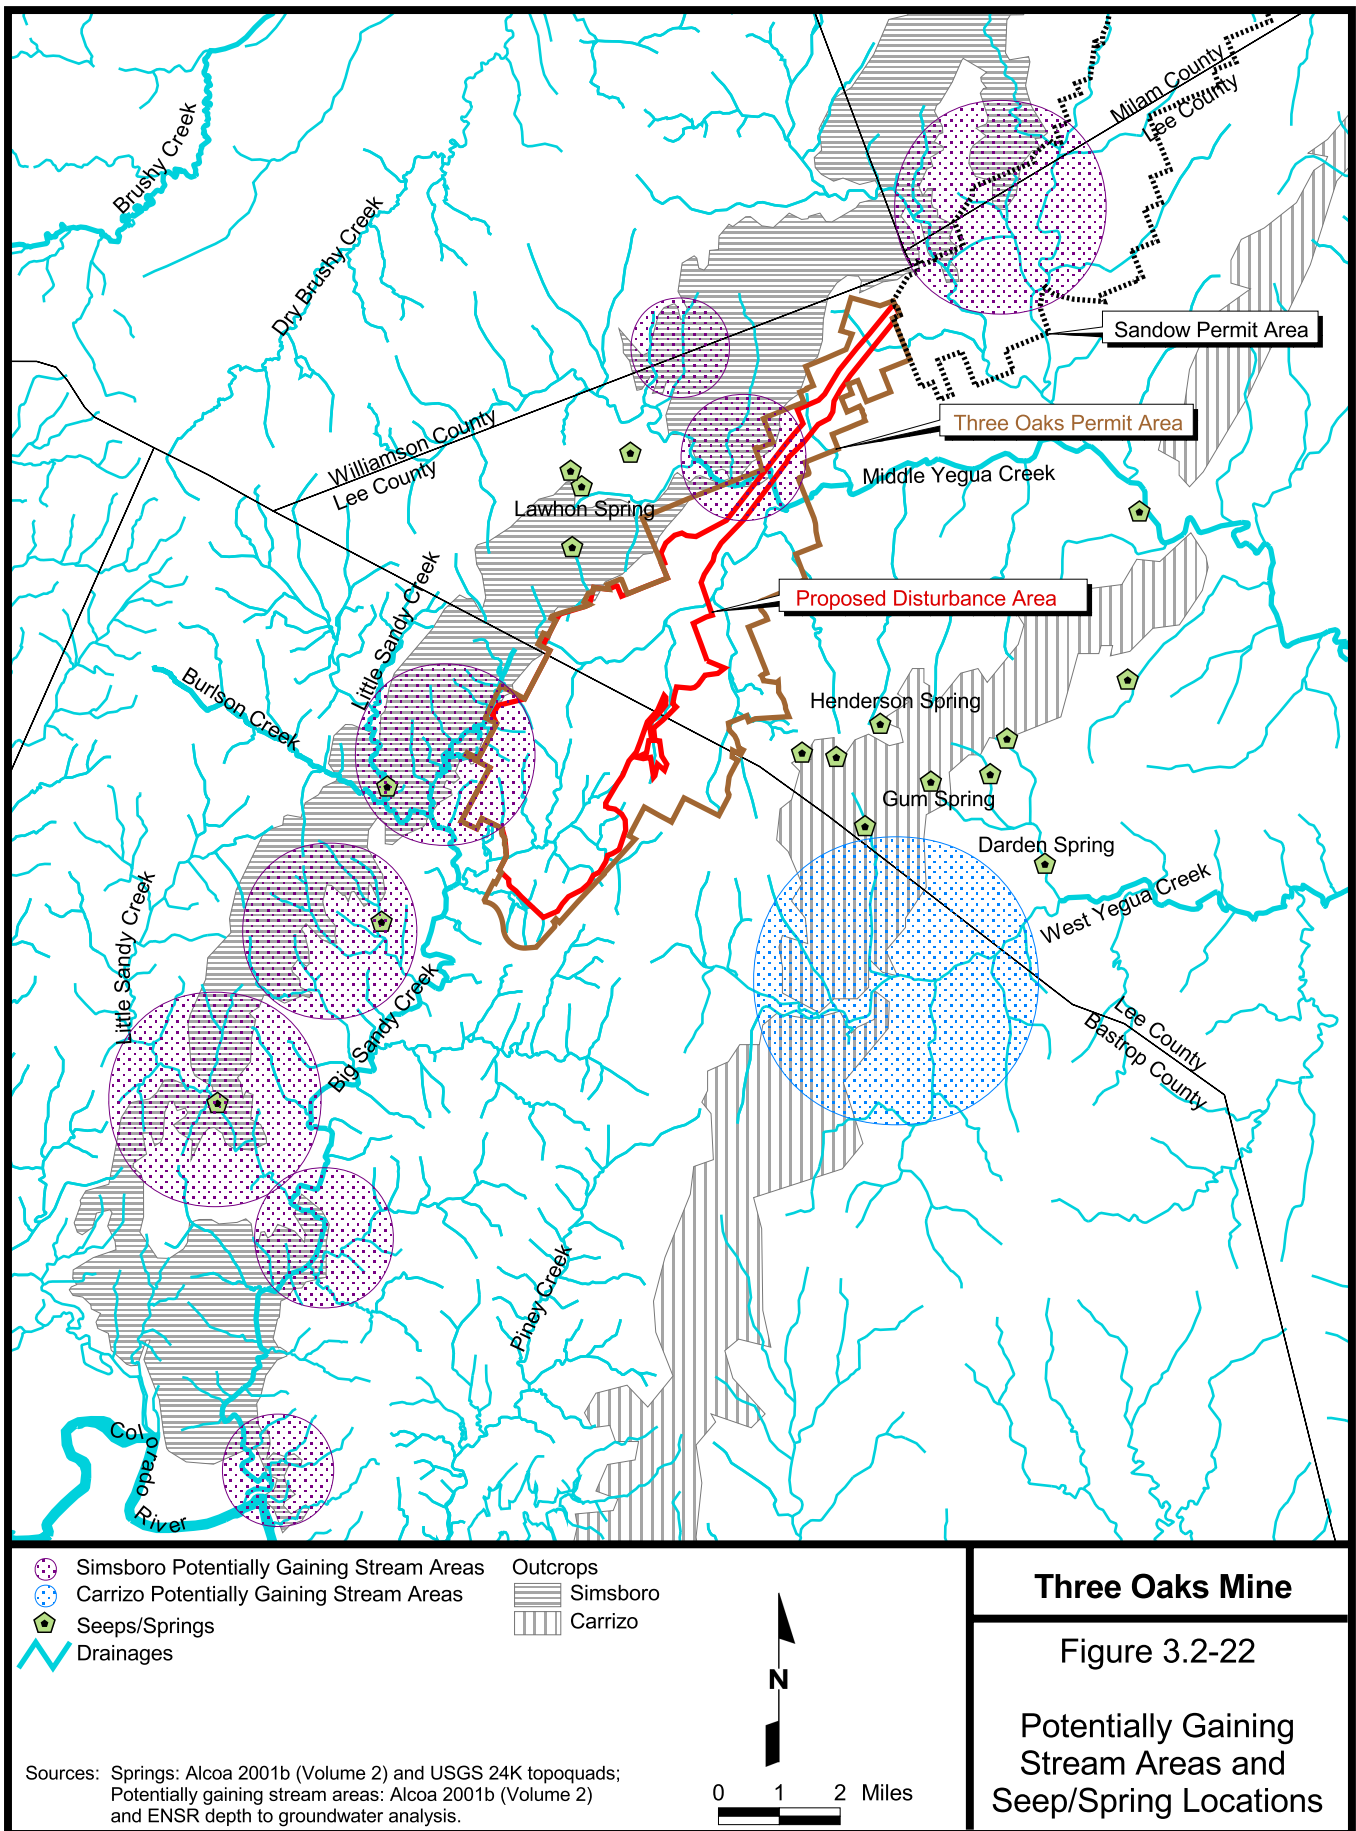 Brushy Creek
Dry Brushy Creek
Milam County
Lee County
Sandow Permit Area
Three Oaks Permit Area
Williamson County
Lee County
Middle Yegua Creek
Lawhon Spring
Little Sandy Creek
Proposed Disturbance Area
Burlson Creek
Henderson Spring
Gum Spring
Darden Spring
West Yegua Creek
Little Sandy Creek
Big Sandy Creek
Lee County
Bastrop County
Piney Creek
Colorado River
Simsboro Potentially Gaining Stream Areas
Carrizo Potentially Gaining Stream Areas
Seeps/Springs
Drainages
Outcrops
Simsboro
Carrizo
N
Sources: Springs: Alcoa 2001b (Volume 2) and USGS 24K topoquads;
Potentially gaining stream areas: Alcoa 2001b (Volume 2)
and ENSR depth to groundwater analysis.
0 1 2 Miles
Three Oaks Mine
Figure 3.2-22
Potentially Gaining
Stream Areas and
Seep/Spring Locations